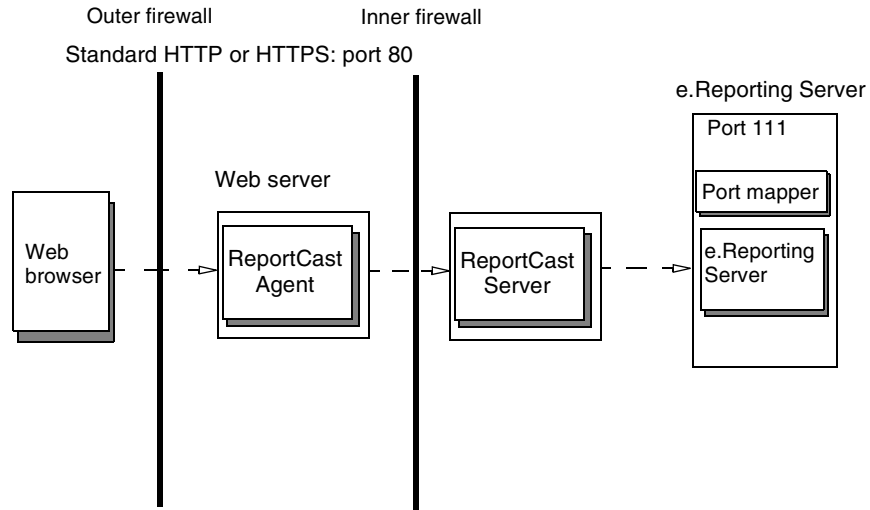 Outer firewall
Inner firewall
Standard HTTP or HTTPS: port 80
e.Reporting Server
Port 111
Port mapper
e.Reporting
Server
Web server
Web
browser
ReportCast
Agent
ReportCast
Server